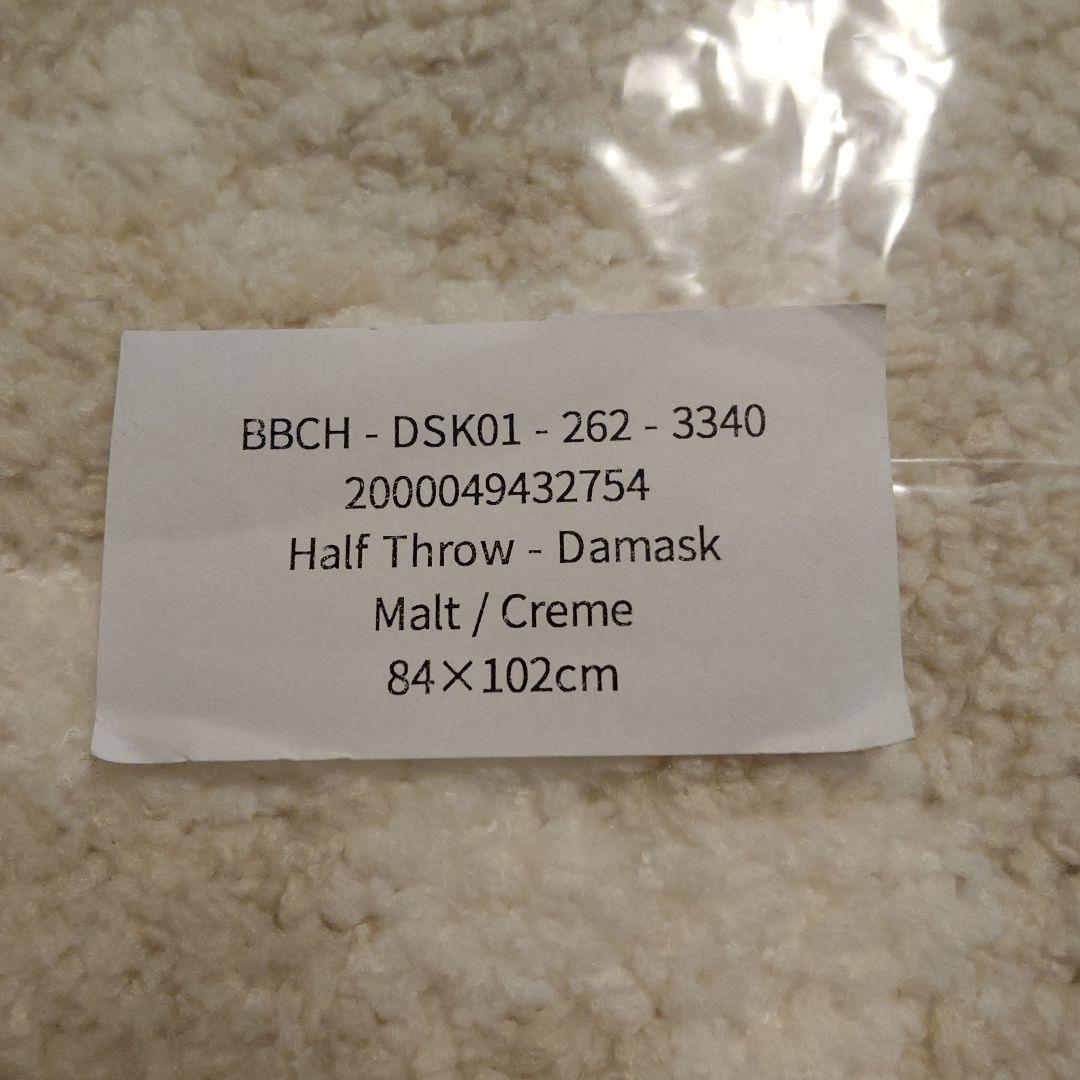 BBCH - DSK01 - 262 - 3340
2000049432754
Half Throw - Damask
Malt / Creme
84×102cm